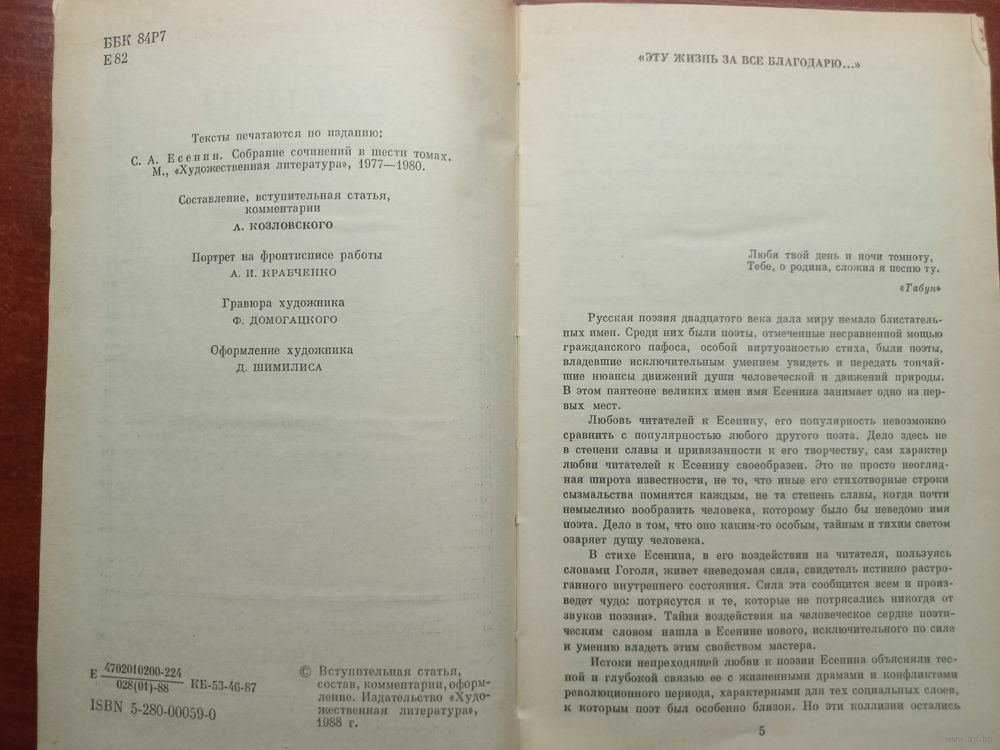 ББК 84Р7
Е 82
Тексты печатаются по изданию:
С. А. Есенин. Собрание сочинений в шести томах.
М., «Художественная литература», 1977—1980.
Составление, вступительная статья,
комментарии
А. КОЗЛОВСКОГО
Портрет на фронтисписе работы
А. И. КРАВЧЕНКО
Гравюра художника
Ф. ДОМОГАЦКОГО
Оформление художника
Д. ШИМИЛИСА
Е 4702010200-224
028(01)-88 КБ-53-46-87
ISBN 5-280-00059-0
© Вступительная статья,
состав, комментарии, оформ-
ление. Издательство «Худо-
жественная литература»,
1988 г.
«ЭТУ ЖИЗНЬ ЗА ВСЕ БЛАГОДАРЮ...»
Любя твой день и ночи темноту,
Тебе, о родина, сложил я песню ту.
«Табун»
Русская поэзия двадцатого века дала миру немало блистатель-
ных имен. Среди них были поэты, отмеченные несравненной мощью
гражданского пафоса, особой виртуозностью стиха, были поэты,
владевшие исключительным умением увидеть и передать тончай-
шие нюансы движений души человеческой и движений природы.
В этом пантеоне великих имен имя Есенина занимает одно из пер-
вых мест.
Любовь читателей к Есенину, его популярность невозможно
сравнить с популярностью любого другого поэта. Дело здесь не
в степени славы и привязанности к его творчеству, сам характер
любви читателей к Есенину своеобразен. Это не просто неогляд-
ная широта известности, не то, что иные его стихотворные строки
сызмальства помнятся каждым, не та степень славы, когда почти
немыслимо вообразить человека, которому было бы неведомо имя
поэта. Дело в том, что оно каким-то особым, тайным и тихим светом
озаряет душу человека.
В стихе Есенина, в его воздействии на читателя, пользуясь
словами Гоголя, живет «неведомая сила, свидетель истинно растро-
ганного внутреннего состояния. Сила эта сообщится всем и произ-
ведет чудо: потрясутся и те, которые не потрясались никогда от
звуков поэзии». Тайна воздействия на человеческое сердце поэти-
ческим словом нашла в Есенине нового, исключительного по силе
и умению владеть этим свойством мастера.
Истоки непреходящей любви к поэзии Есенина объясняли тес-
ной и глубокой связью ее с жизненными драмами и конфликтами
революционного периода, характерными для тех социальных слоев,
к которым поэт был особенно близок. Но эти коллизии остались
5
www.ay.by